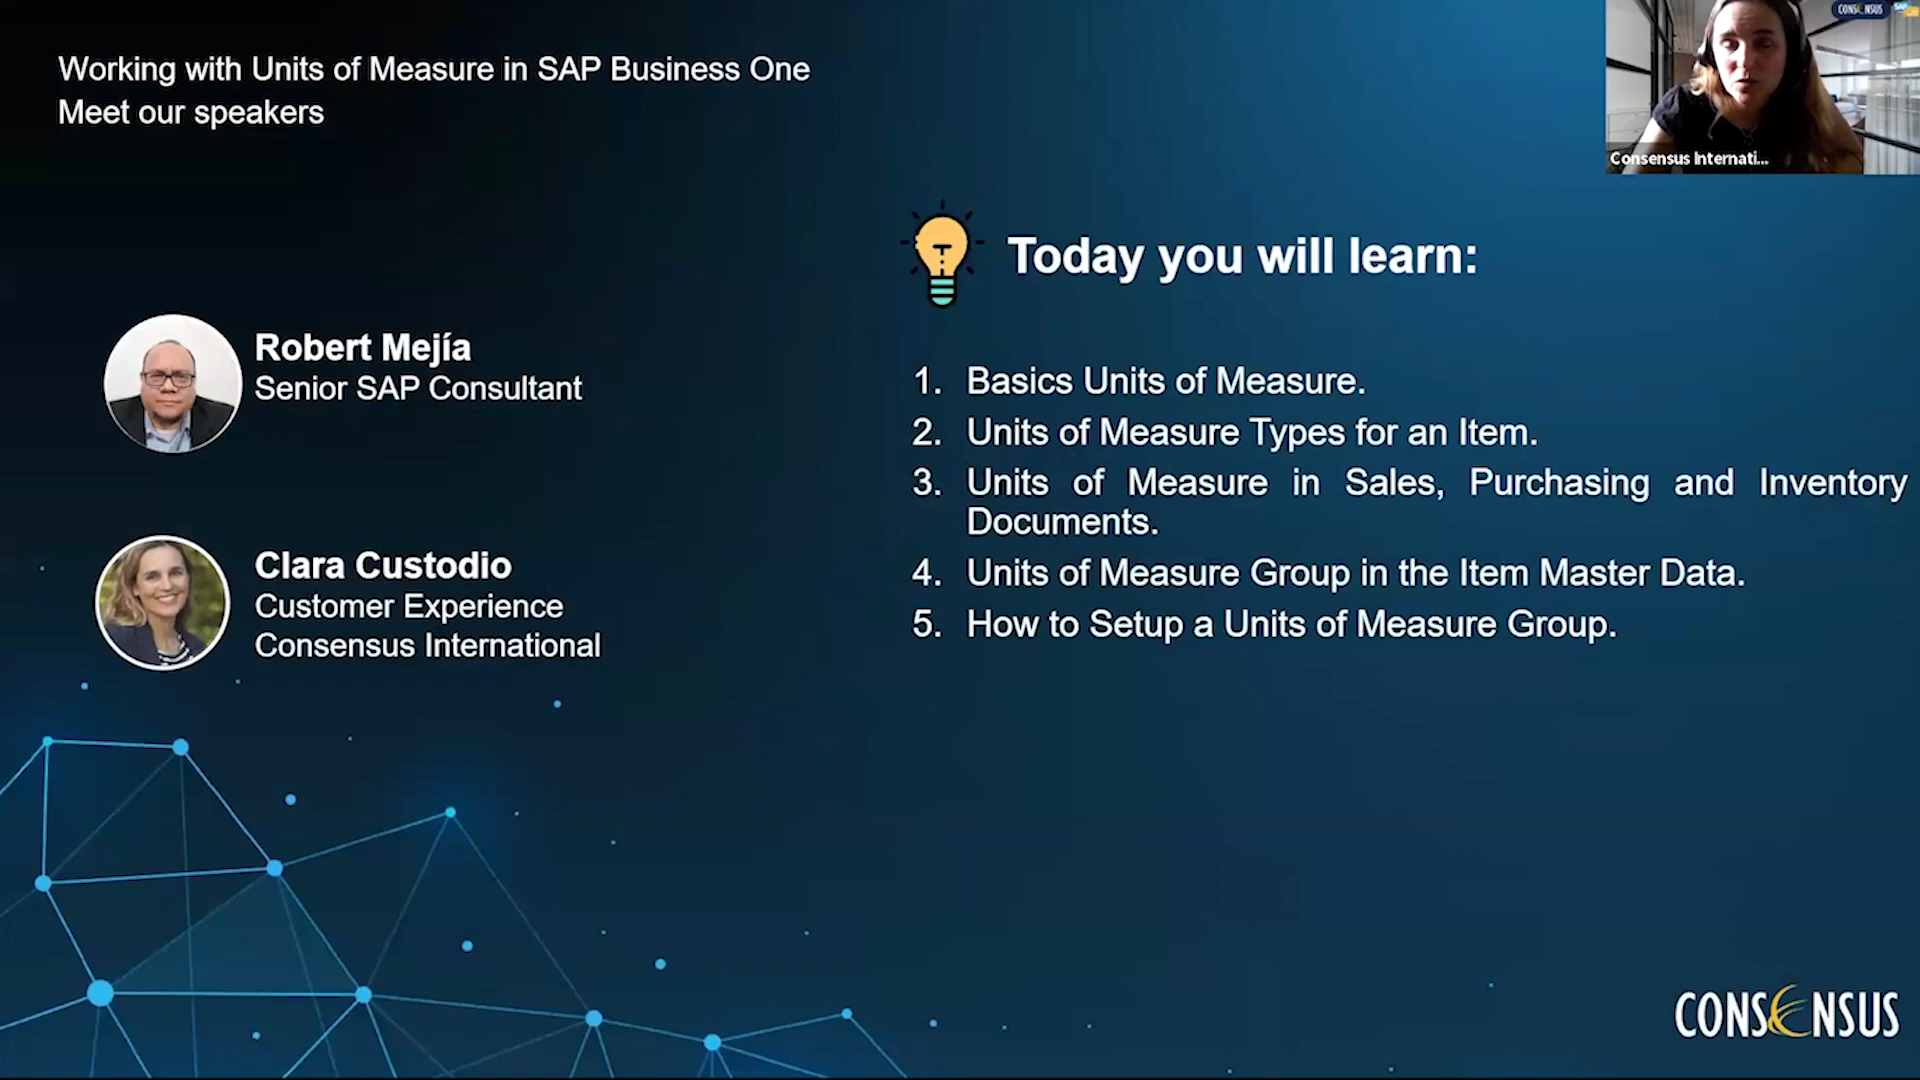 Working with Units of Measure in SAP Business One
Meet our speakers
CONSENSUS
SAP
Consensus Internati...
Today you will learn:
Robert Mejía
Senior SAP Consultant
Clara Custodio
Customer Experience
Consensus International
1. Basics Units of Measure.
2. Units of Measure Types for an Item.
3. Units of Measure in Sales, Purchasing and Inventory
Documents.
4. Units of Measure Group in the Item Master Data.
5. How to Setup a Units of Measure Group.
CONSENSUS